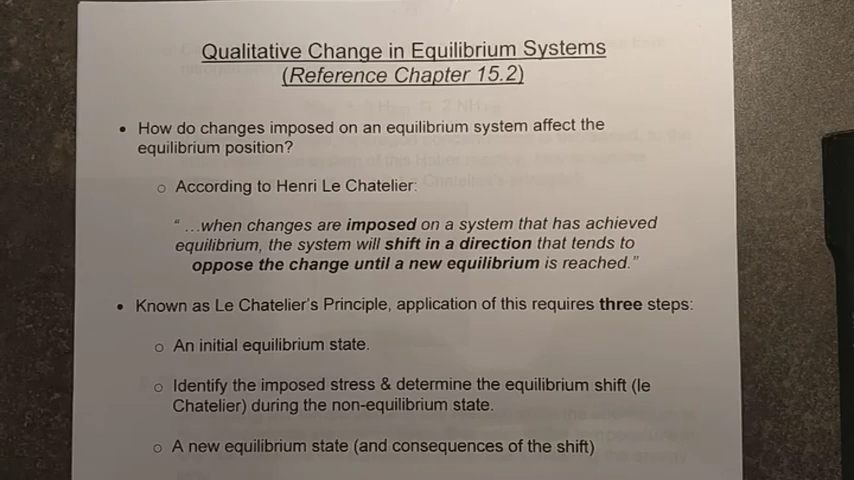 Qualitative Change in Equilibrium Systems
(Reference Chapter 15.2)
• How do changes imposed on an equilibrium system affect the
equilibrium position?
o According to Henri Le Chatelier:
" ...when changes are imposed on a system that has achieved
equilibrium, the system will shift in a direction that tends to
oppose the change until a new equilibrium is reached."
• Known as Le Chatelier's Principle, application of this requires three steps:
o An initial equilibrium state.
o Identify the imposed stress & determine the equilibrium shift (le
Chatelier) during the non-equilibrium state.
o A new equilibrium state (and consequences of the shift)